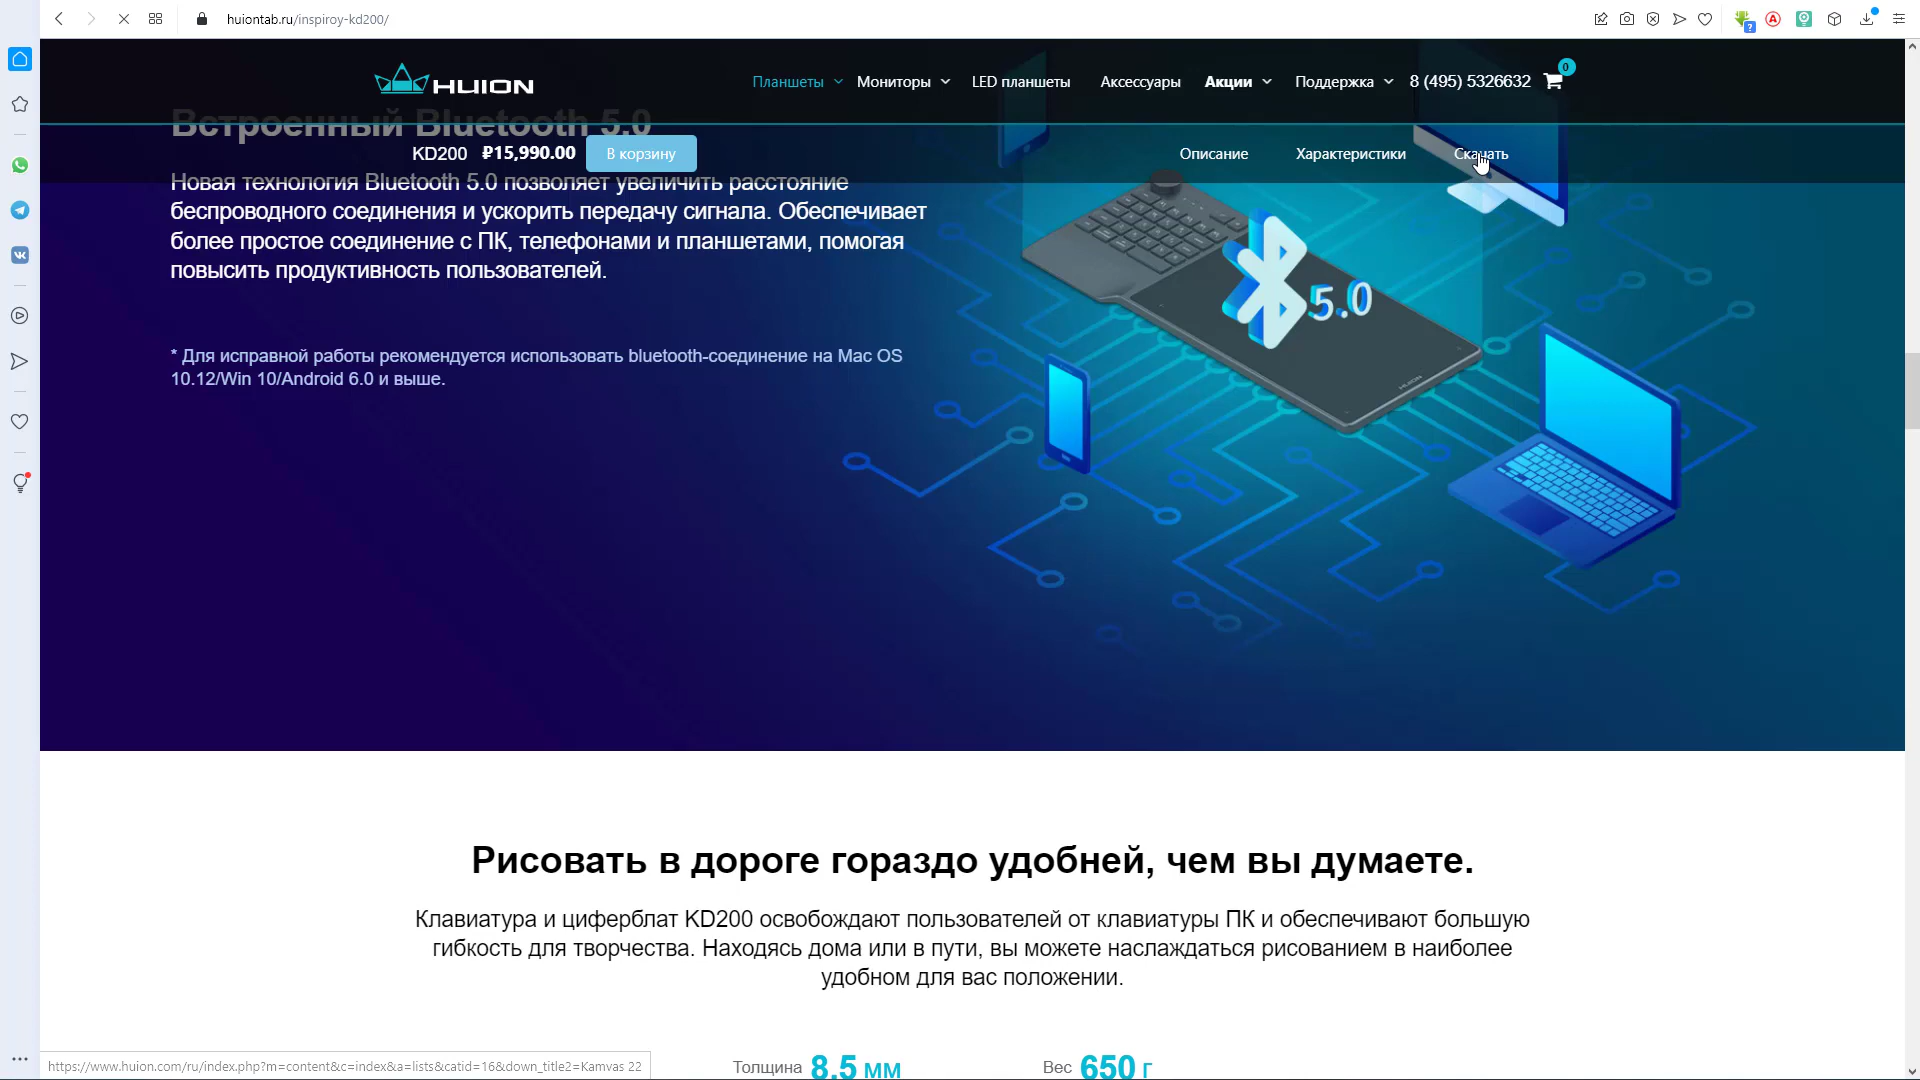 huiontab.ru/inspiroy-kd200/
HUION
Планшеты
Мониторы
LED планшеты
Аксессуары
Акции
Поддержка
8 (495) 5326632
0
Встроенный Bluetooth 5.0
KD200 ₽15,990.00 В корзину
Описание
Характеристики
Скачать
Новая технология Bluetooth 5.0 позволяет увеличить расстояние
беспроводного соединения и ускорить передачу сигнала. Обеспечивает
более простое соединение с ПК, телефонами и планшетами, помогая
повысить продуктивность пользователей.
* Для исправной работы рекомендуется использовать bluetooth-соединение на Mac OS
10.12/Win 10/Android 6.0 и выше.
5.0
HUION
Рисовать в дороге гораздо удобней, чем вы думаете.
Клавиатура и циферблат KD200 освобождают пользователей от клавиатуры ПК и обеспечивают большую
гибкость для творчества. Находясь дома или в пути, вы можете наслаждаться рисованием в наиболее
удобном для вас положении.
Толщина 8.5 мм
Вес 650 г
https://www.huion.com/ru/index.php?m=content&c=index&a=lists&catid=16&down_title2=Kamvas 22